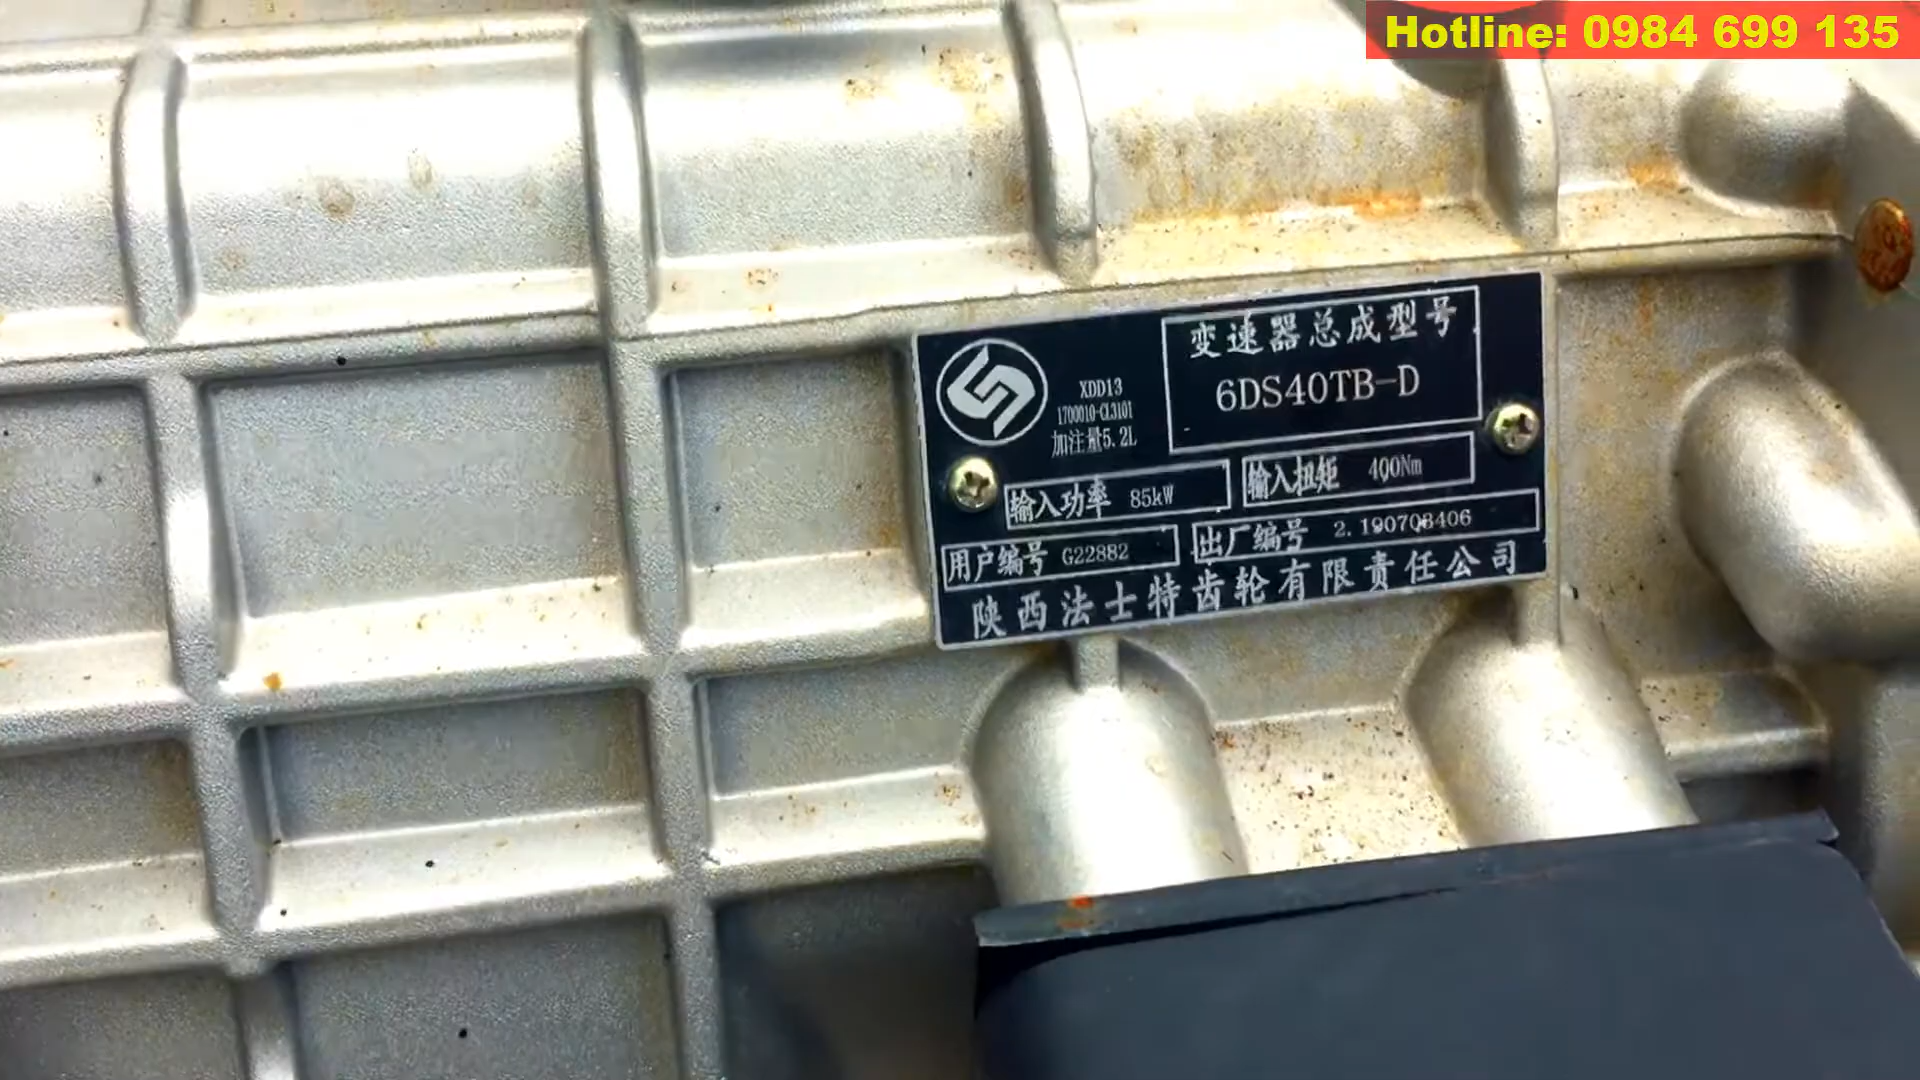 Hotline: 0984 699 135
变速器总成型号
6DS40TB-D
XDD13
1700010-CL3101
加注量5.2L
输入功率 85kW
输入扭矩 400Nm
用户编号 G22882
出厂编号 2.190708406
陕西法士特齿轮有限责任公司